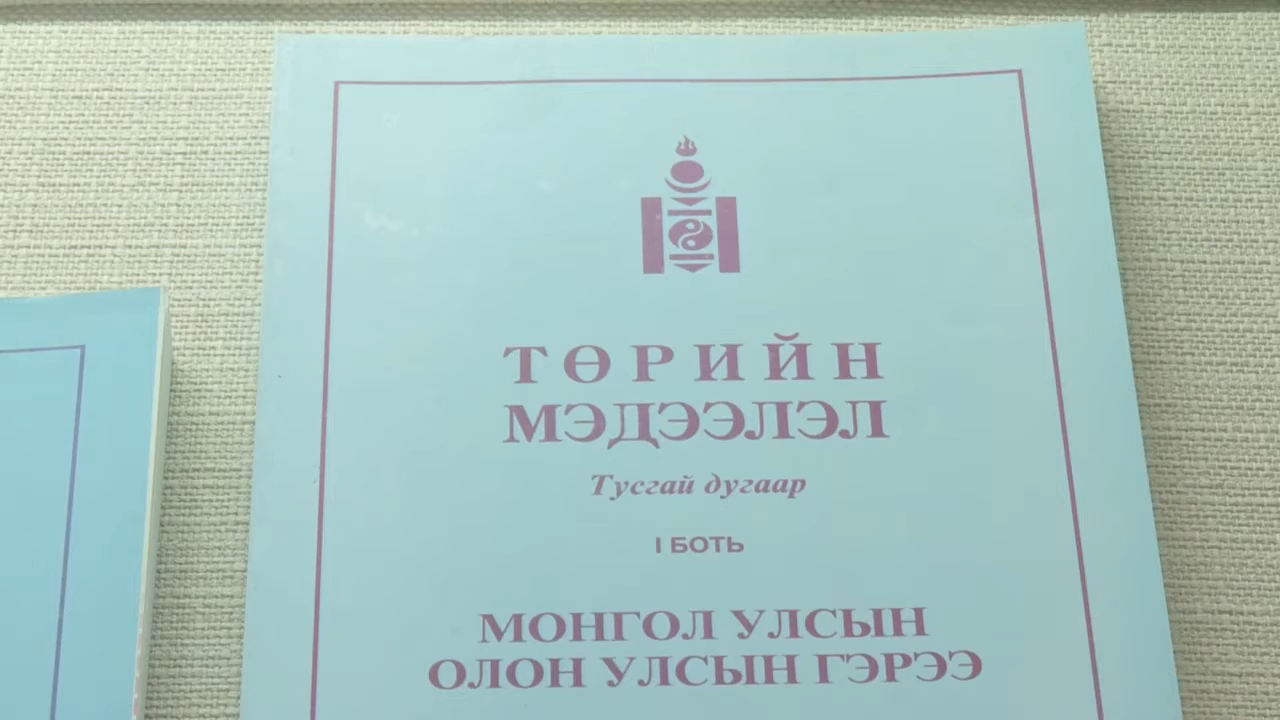 ТӨРИЙН
МЭДЭЭЛЭЛ
Тусгай дугаар
I БОТЬ
МОНГОЛ УЛСЫН
ОЛОН УЛСЫН ГЭРЭЭ